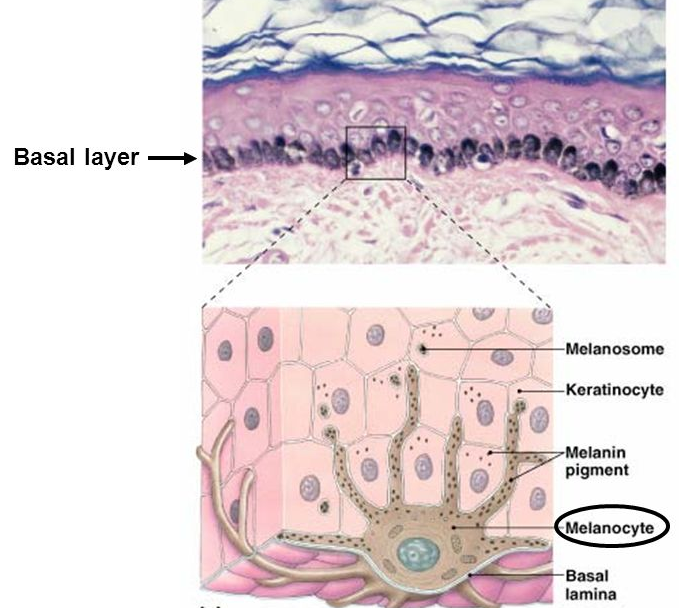 Basal layer
Melanosome
Keratinocyte
Melanin
pigment
Melanocyte
Basal
lamina